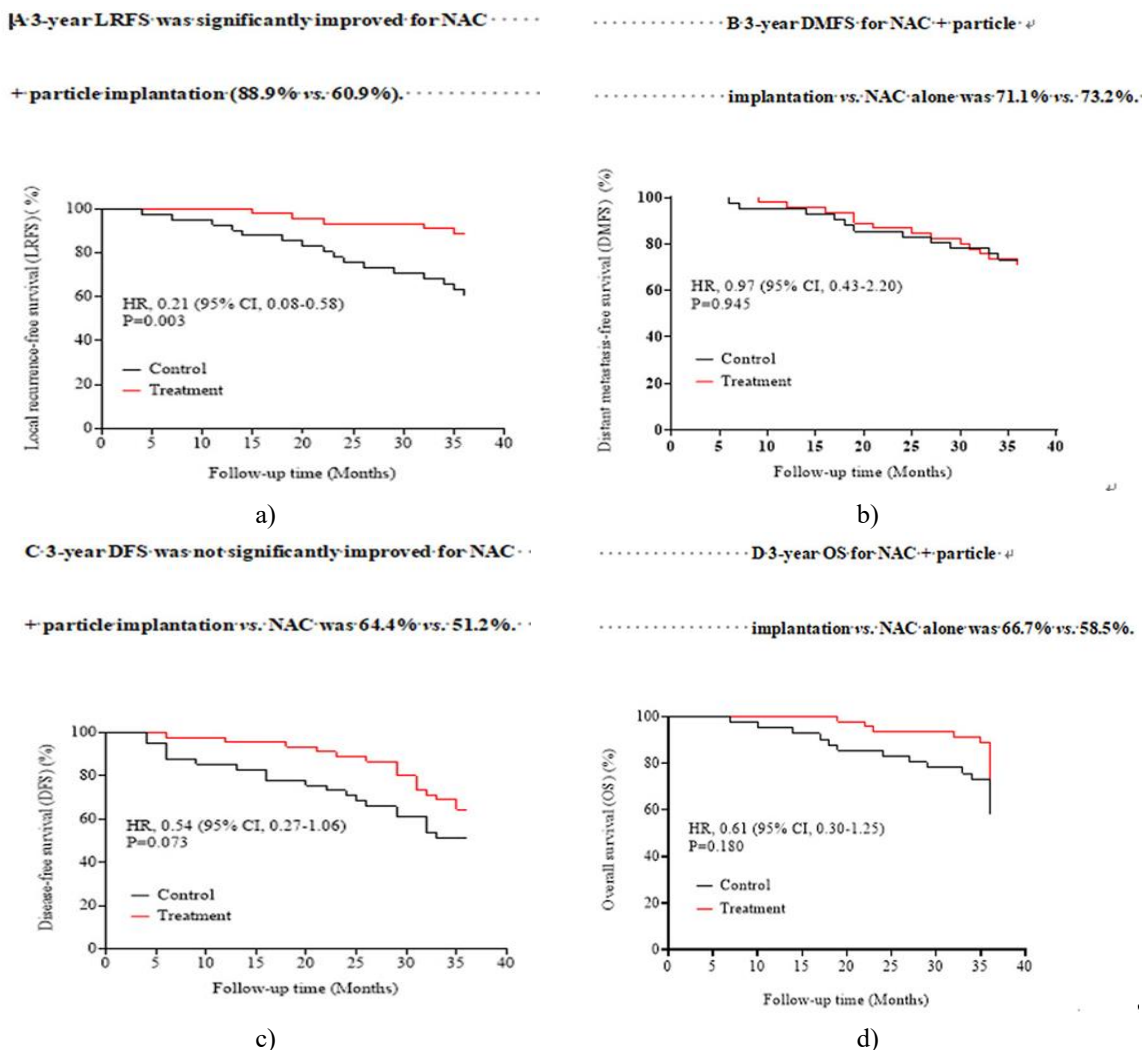 A 3-year LRFS was significantly improved for NAC
+ particle implantation (88.9% vs. 60.9%).
Local recurrence-free survival (LRFS) (%)
100
80
60
40
20
0
HR, 0.21 (95% CI, 0.08-0.58)
P=0.003
Control
Treatment
0 5 10 15 20 25 30 35 40
Follow-up time (Months)
a)
B 3-year DMFS for NAC + particle ↵
implantation vs. NAC alone was 71.1% vs. 73.2%.
Distant metastasis-free survival (DMFS) (%)
100
80
60
40
20
0
HR, 0.97 (95% CI, 0.43-2.20)
P=0.945
Control
Treatment
0 5 10 15 20 25 30 35 40
Follow-up time (Months)
↵
b)
C 3-year DFS was not significantly improved for NAC
+ particle implantation vs. NAC was 64.4% vs. 51.2%.
Disease-free survival (DFS) (%)
100
80
60
40
20
0
HR, 0.54 (95% CI, 0.27-1.06)
P=0.073
Control
Treatment
0 5 10 15 20 25 30 35 40
Follow-up time (Months)
c)
D 3-year OS for NAC + particle ↵
implantation vs. NAC alone was 66.7% vs. 58.5%.
Overall survival (OS) (%)
100
80
60
40
20
0
HR, 0.61 (95% CI, 0.30-1.25)
P=0.180
Control
Treatment
0 5 10 15 20 25 30 35 40
Follow-up time (Months)
d)